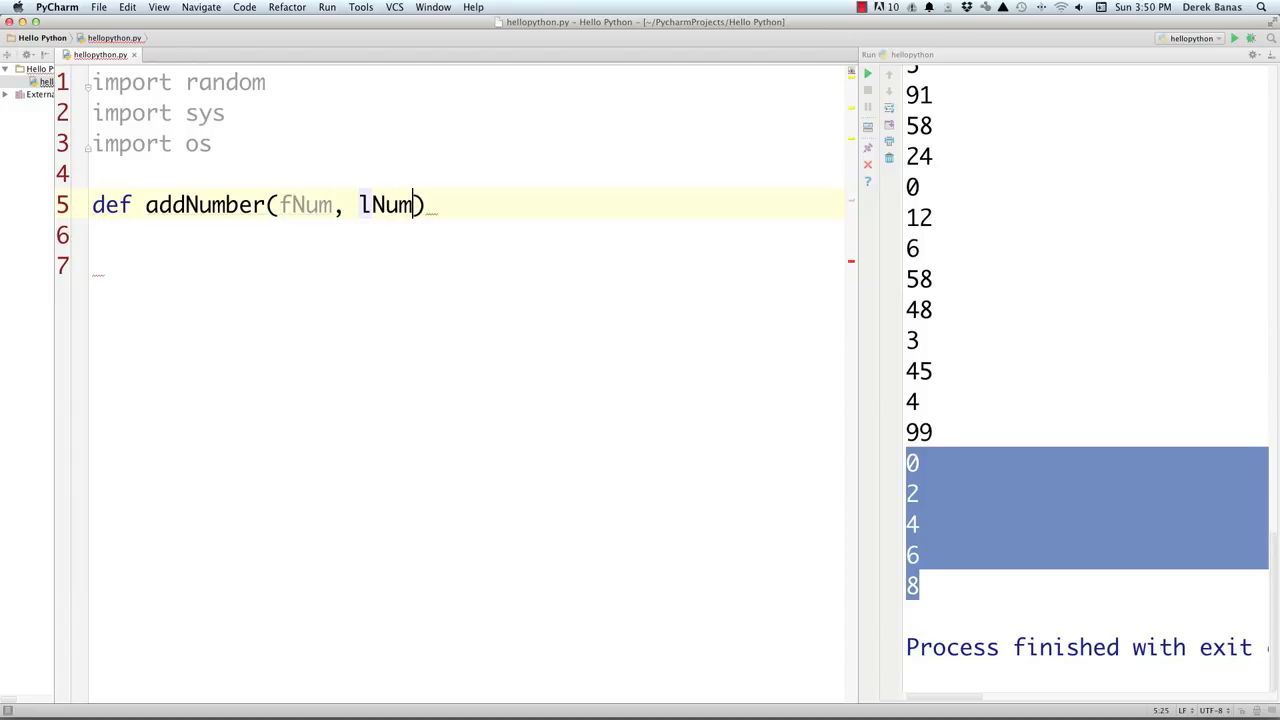 PyCharm File Edit View Navigate Code Refactor Run Tools VCS Window Help 10 Sun 3:50 PM Derek Banas
hellopython.py - Hello Python - [~/PycharmProjects/Hello Python]
Hello Python hellopython.py hellopython
hellopython.py Run hellopython
Hello P
hell
Externa
1 import random
2 import sys
3 import os
4
5 def addNumber(fNum, lNum)
6
7
91
58
24
0
12
6
58
48
3
45
4
99
0
2
4
6
8
Process finished with exit
5:25 LF UTF-8